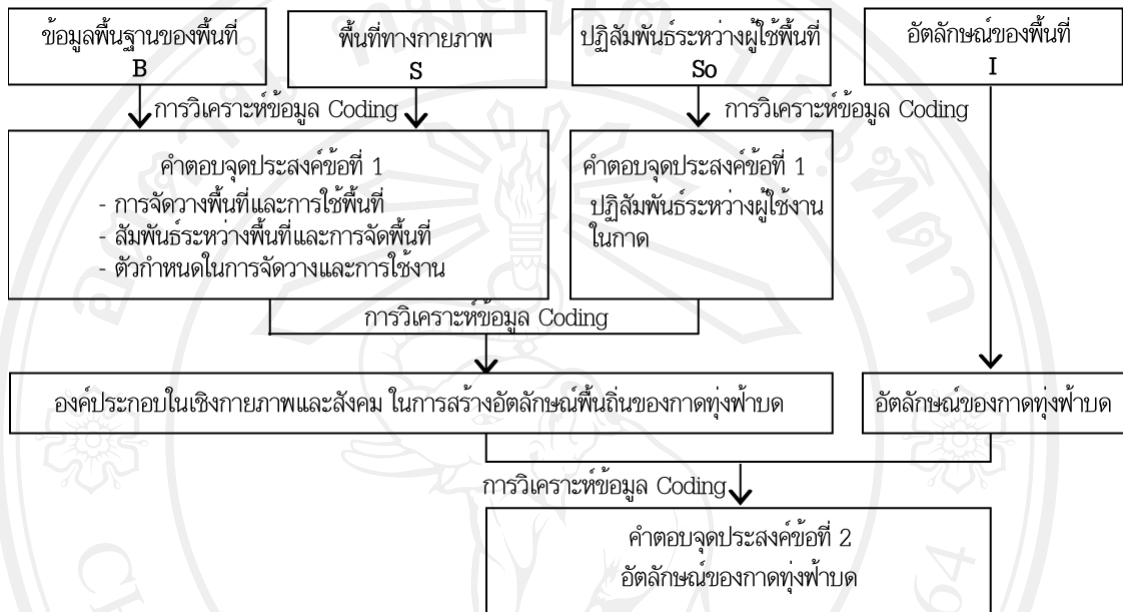 ข้อมูลพื้นฐานของพื้นที่
B
พื้นที่ทางกายภาพ
S
ปฏิสัมพันธ์ระหว่างผู้ใช้พื้นที่
So
อัตลักษณ์ของพื้นที่
I
การวิเคราะห์ข้อมูล Coding
การวิเคราะห์ข้อมูล Coding
คำตอบจุดประสงค์ข้อที่ 1
- การจัดวางพื้นที่และการใช้พื้นที่
- สัมพันธ์ระหว่างพื้นที่และการจัดพื้นที่
- ตัวกำหนดในการจัดวางและการใช้งาน
คำตอบจุดประสงค์ข้อที่ 1
ปฏิสัมพันธ์ระหว่างผู้ใช้งาน
ในกาด
การวิเคราะห์ข้อมูล Coding
องค์ประกอบในเชิงกายภาพและสังคม ในการสร้างอัตลักษณ์พื้นถิ่นของกาดทุ่งฟ้าบด
อัตลักษณ์ของกาดทุ่งฟ้าบด
การวิเคราะห์ข้อมูล Coding
คำตอบจุดประสงค์ข้อที่ 2
อัตลักษณ์ของกาดทุ่งฟ้าบด